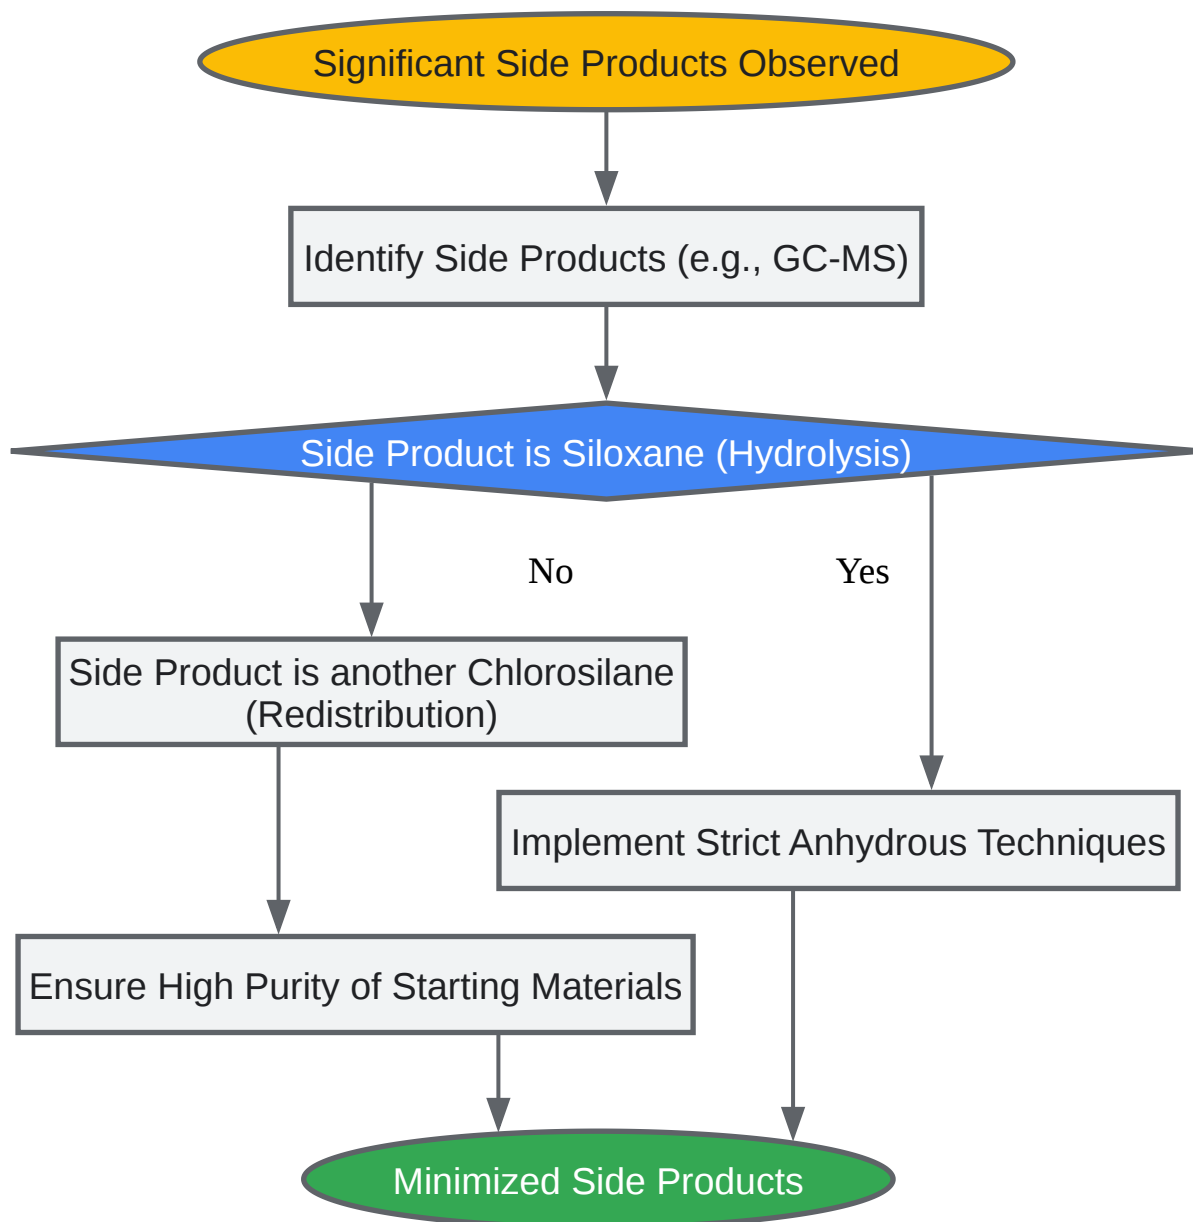 Significant Side Products Observed
Identify Side Products (e.g., GC-MS)
Side Product is Siloxane (Hydrolysis)
No
Yes
Side Product is another Chlorosilane
(Redistribution)
Implement Strict Anhydrous Techniques
Ensure High Purity of Starting Materials
Minimized Side Products